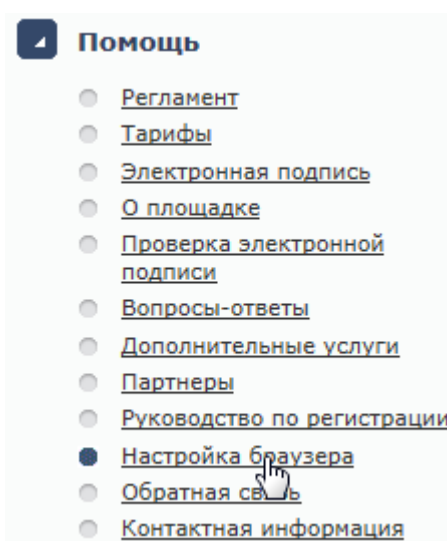 Помощь
Регламент
Тарифы
Электронная подпись
О площадке
Проверка электронной
подписи
Вопросы-ответы
Дополнительные услуги
Партнеры
Руководство по регистрации
Настройка браузера
Обратная связь
Контактная информация